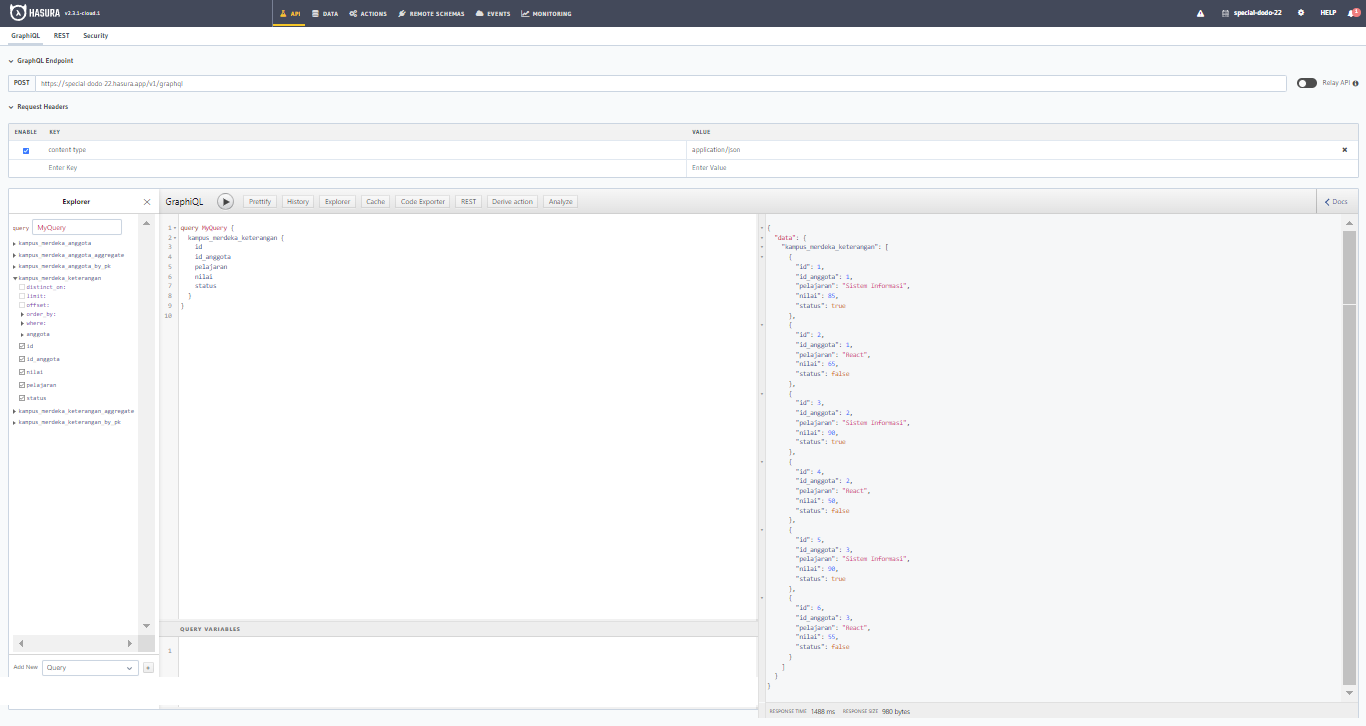 HASURA v2.3.1-cloud.1 API DATA ACTIONS REMOTE SCHEMAS EVENTS MONITORING special-dodo-22 HELP
GraphiQL REST Security
GraphQL Endpoint
POST https://special-dodo-22.hasura.app/v1/graphql Relay API
Request Headers
ENABLE KEY VALUE
content-type application/json
Enter Key Enter Value
Explorer
query MyQuery
kampus_merdeka_anggota
kampus_merdeka_anggota_aggregate
kampus_merdeka_anggota_by_pk
kampus_merdeka_keterangan
distinct_on:
limit:
offset:
order_by:
where:
anggota
id
id_anggota
nilai
pelajaran
status
kampus_merdeka_keterangan_aggregate
kampus_merdeka_keterangan_by_pk
Add New Query +
GraphiQL Prettify History Explorer Cache Code Exporter REST Derive action Analyze Docs
1 query MyQuery {
2 kampus_merdeka_keterangan {
3 id
4 id_anggota
5 pelajaran
6 nilai
7 status
8 }
9 }
10
QUERY VARIABLES
1
{
"data": {
"kampus_merdeka_keterangan": [
{
"id": 1,
"id_anggota": 1,
"pelajaran": "Sistem Informasi",
"nilai": 85,
"status": true
},
{
"id": 2,
"id_anggota": 1,
"pelajaran": "React",
"nilai": 65,
"status": false
},
{
"id": 3,
"id_anggota": 2,
"pelajaran": "Sistem Informasi",
"nilai": 90,
"status": true
},
{
"id": 4,
"id_anggota": 2,
"pelajaran": "React",
"nilai": 50,
"status": false
},
{
"id": 5,
"id_anggota": 3,
"pelajaran": "Sistem Informasi",
"nilai": 90,
"status": true
},
{
"id": 6,
"id_anggota": 3,
"pelajaran": "React",
"nilai": 55,
"status": false
}
]
}
}
RESPONSE TIME 1488 ms RESPONSE SIZE 980 bytes